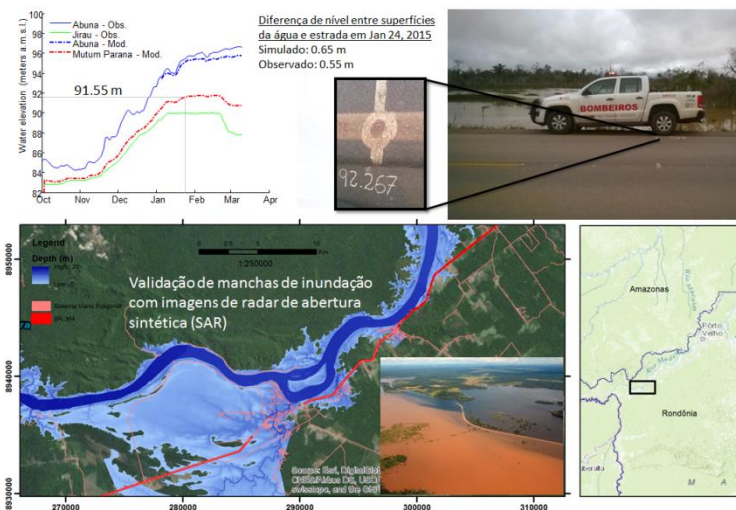 Abuna - Obs.
Jirau - Obs.
Abuna - Mod.
Mutum Parana - Mod.
Water elevation (meters a.m.s.l.)
100
98
96
94
92
90
88
86
84
82
91.55 m
Oct
Nov
Dec
Jan
Feb
Mar
Apr
Diferença de nível entre superfícies
da água e estrada em Jan 24, 2015
Simulado: 0.65 m
Observado: 0.55 m
92.267
BOMBEIROS
Legend
Depth (m)
Sistema Viario Poligonal
BR-364
1:250000
Validação de manchas de inundação
com imagens de radar de abertura
sintética (SAR)
8950000
8940000
8930000
270000
280000
290000
300000
310000
Amazonas
Porto
Velho
Rondônia
M A